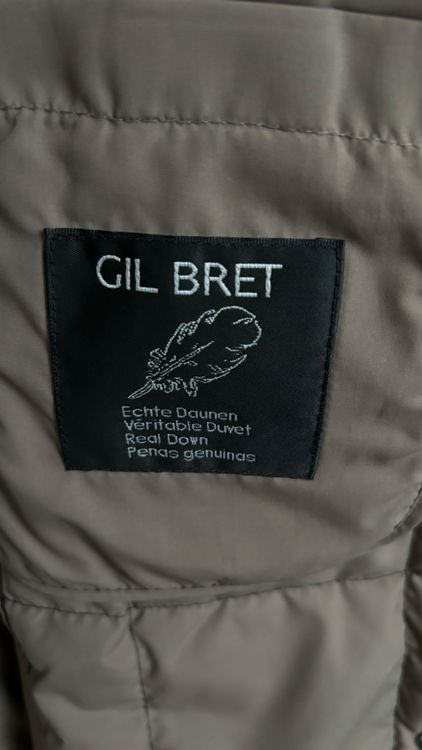 GIL BRET
Echte Daunen
Véritable Duvet
Real Down
Penas genuinas